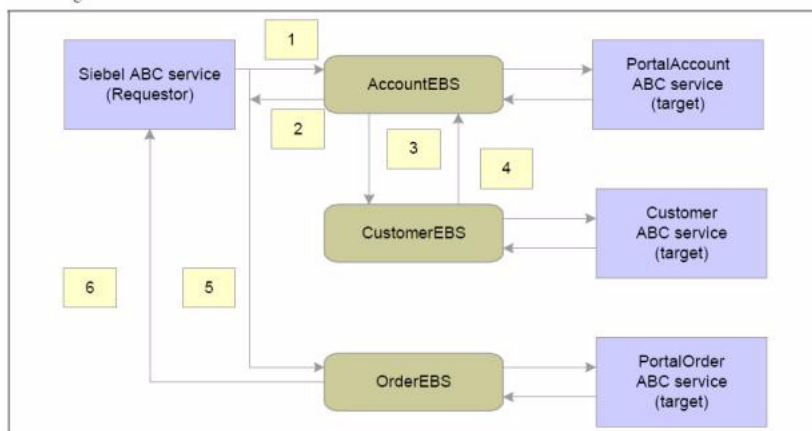 1
Siebel ABC service
(Requestor)
AccountEBS
PortalAccount
ABC service
(target)
2
3
4
CustomerEBS
Customer
ABC service
(target)
6
5
OrderEBS
PortalOrder
ABC service
(target)